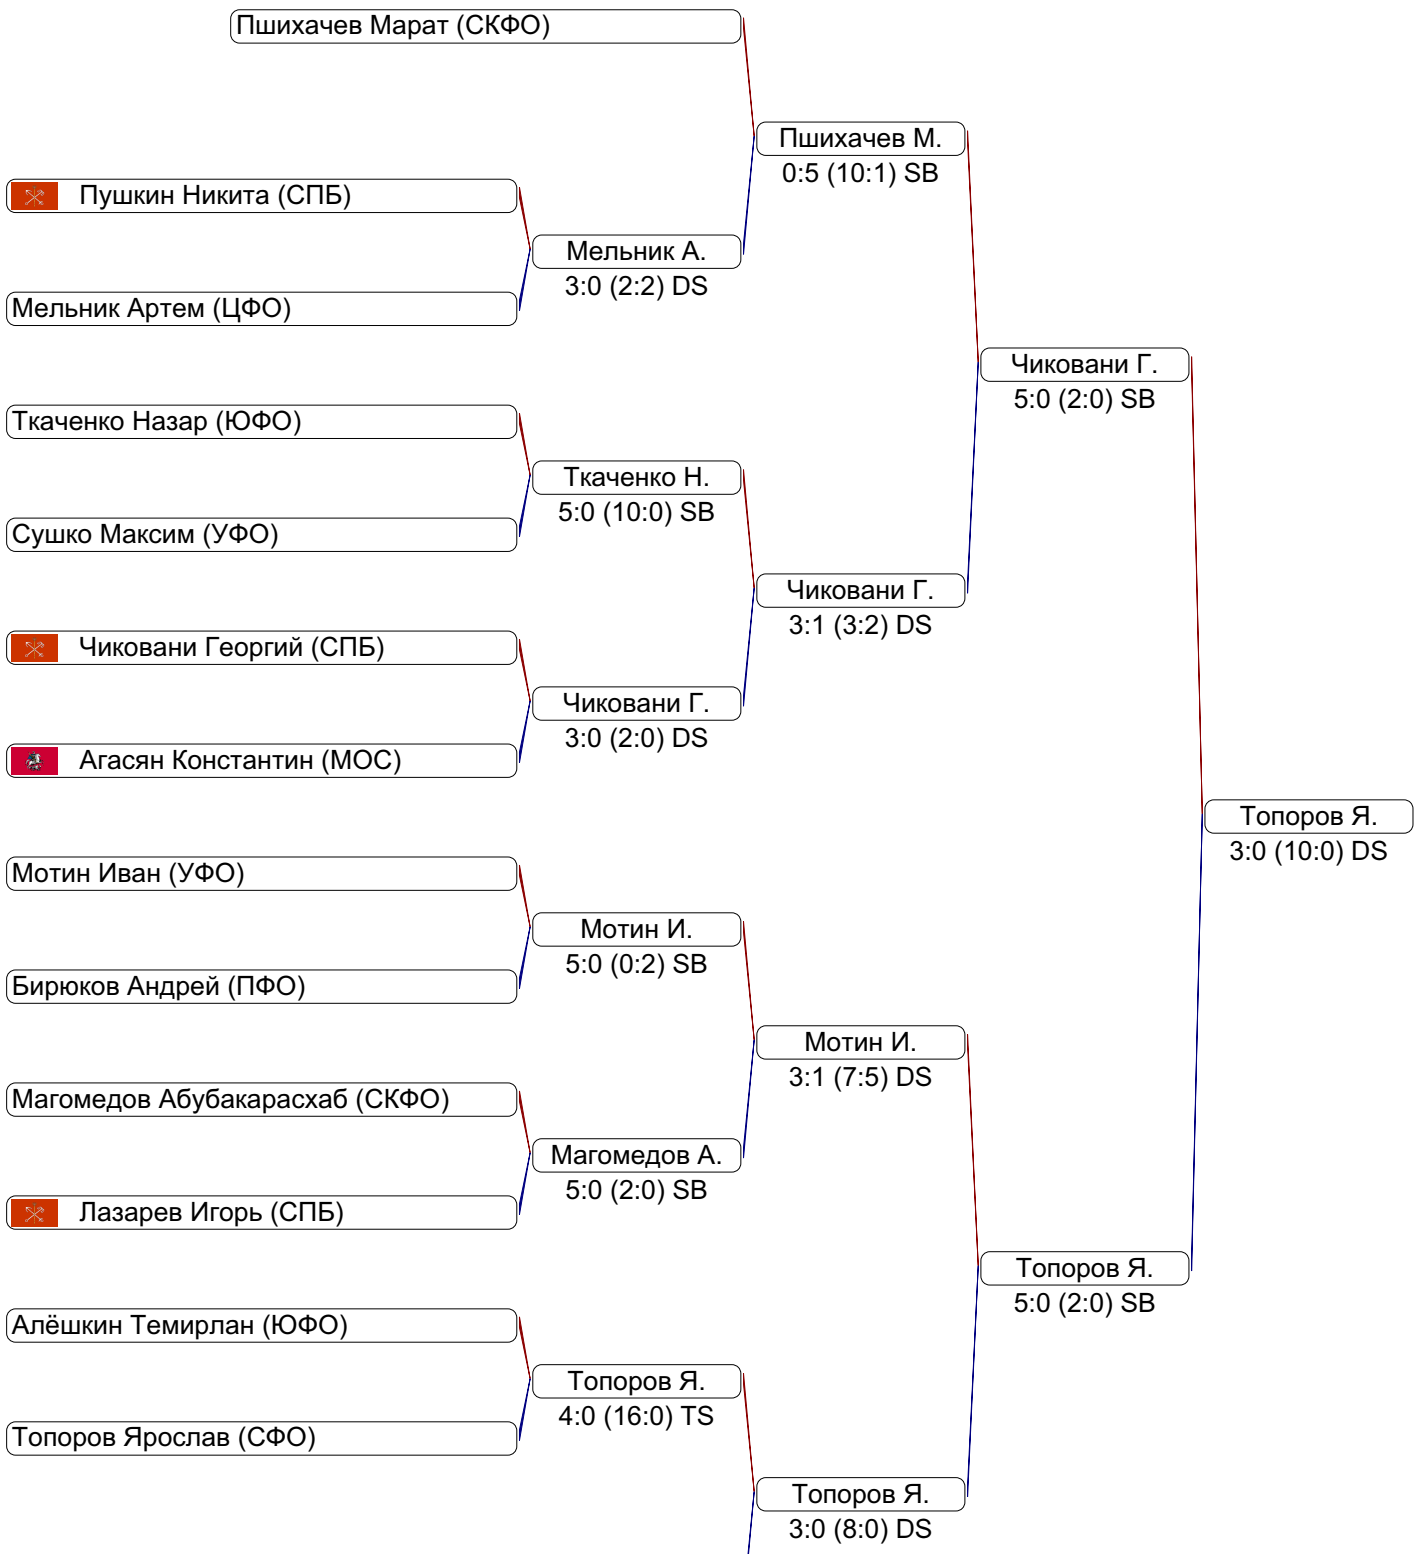 Пшихачев Марат (СКФО)
Пшихачев М.
0:5 (10:1) SB
Пушкин Никита (СПБ)
Мельник А.
3:0 (2:2) DS
Мельник Артем (ЦФО)
Чиковани Г.
5:0 (2:0) SB
Ткаченко Назар (ЮФО)
Ткаченко Н.
5:0 (10:0) SB
Сушко Максим (УФО)
Чиковани Г.
3:1 (3:2) DS
Чиковани Георгий (СПБ)
Чиковани Г.
3:0 (2:0) DS
Агасян Константин (МОС)
Топоров Я.
3:0 (10:0) DS
Мотин Иван (УФО)
Мотин И.
5:0 (0:2) SB
Бирюков Андрей (ПФО)
Мотин И.
3:1 (7:5) DS
Магомедов Абубакарасхаб (СКФО)
Магомедов А.
5:0 (2:0) SB
Лазарев Игорь (СПБ)
Топоров Я.
5:0 (2:0) SB
Алёшкин Темирлан (ЮФО)
Топоров Я.
4:0 (16:0) TS
Топоров Ярослав (СФО)
Топоров Я.
3:0 (8:0) DS